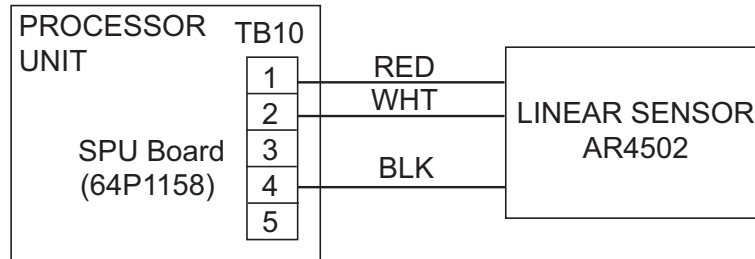 PROCESSOR
UNIT
TB10
1
2
3
4
5
SPU Board
(64P1158)
RED
WHT
BLK
LINEAR SENSOR
AR4502